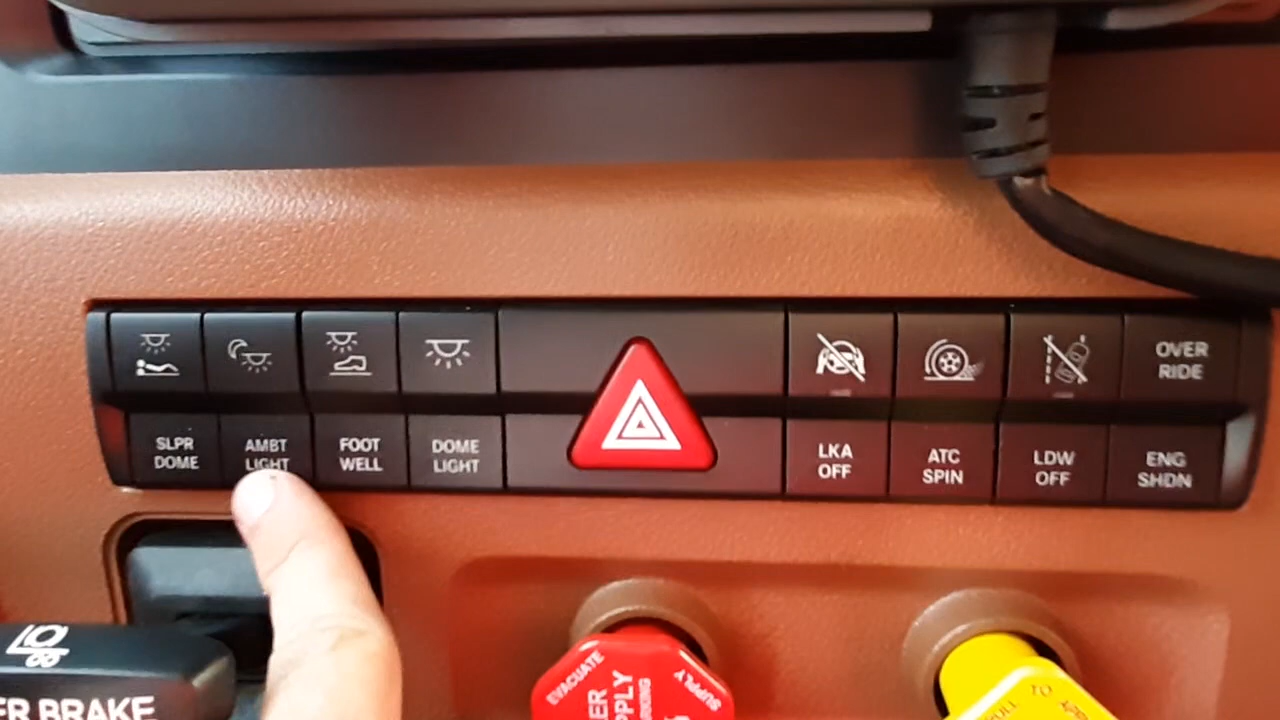 OVER
RIDE
SLPR
DOME
AMBT
LIGHT
FOOT
WELL
DOME
LIGHT
LKA
OFF
ATC
SPIN
LDW
OFF
ENG
SHDN
BRAKE
EVACUATE
SUPPLY
TO